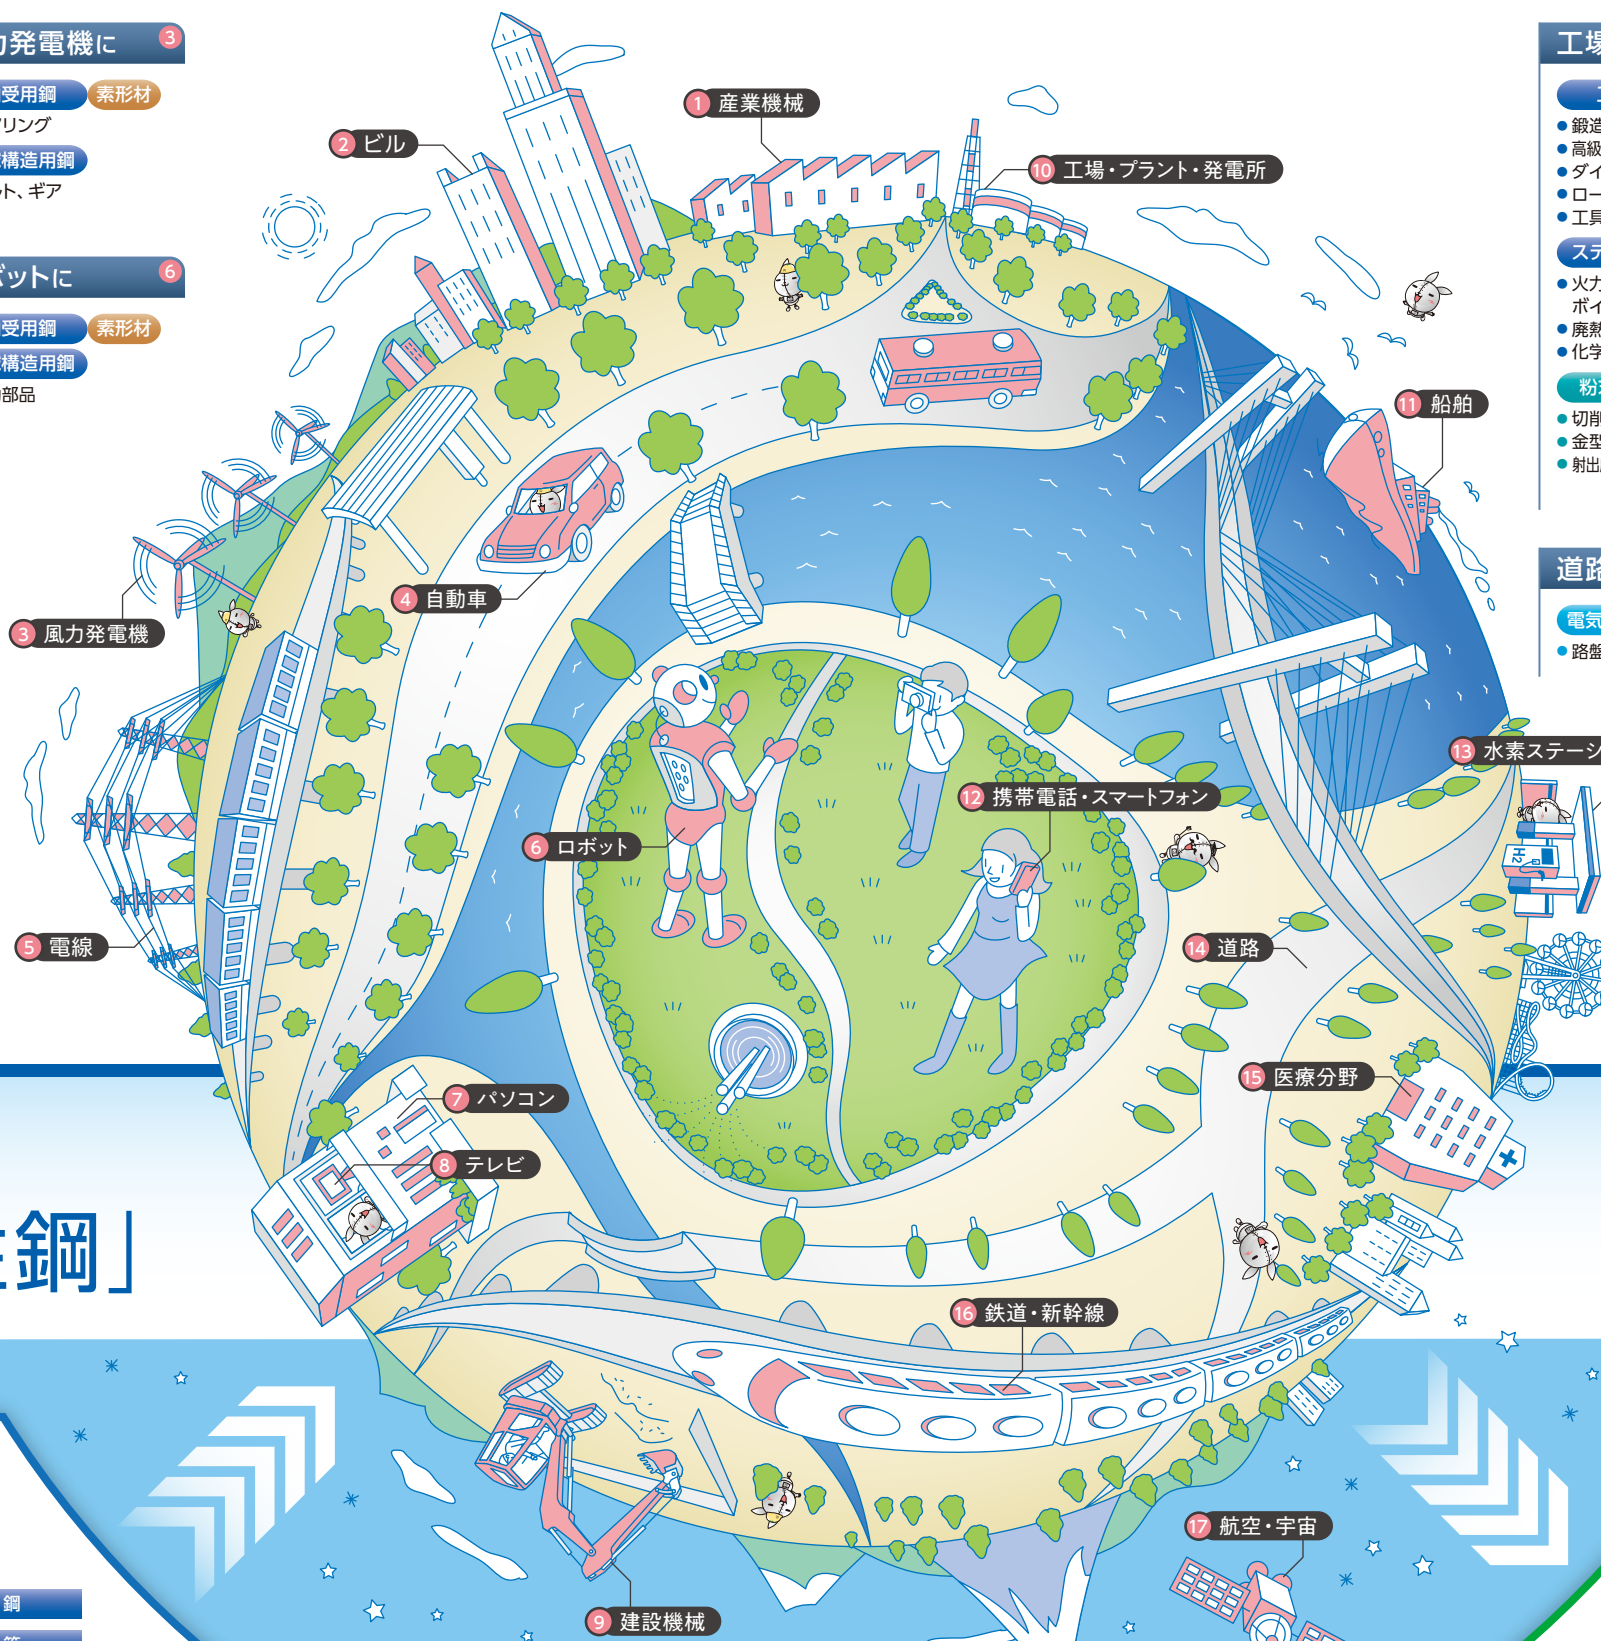 力発電機に 3
受用鋼 素形材
リング
構造用鋼
ット、ギア
ボットに 6
受用鋼 素形材
構造用鋼
部品
1 産業機械
2 ビル
10 工場・プラント・発電所
11 船舶
4 自動車
3 風力発電機
12 携帯電話・スマートフォン
6 ロボット
5 電線
13 水素ステーシ
H2
14 道路
15 医療分野
7 パソコン
8 テレビ
鋼」
16 鉄道・新幹線
17 航空・宇宙
9 建設機械
鋼
工場
鍛造
高級
ダイ
ロー
工具
ステ
火力
ボイ
廃熱
化学
粉
切削
金型
射出
道路
電気
路盤